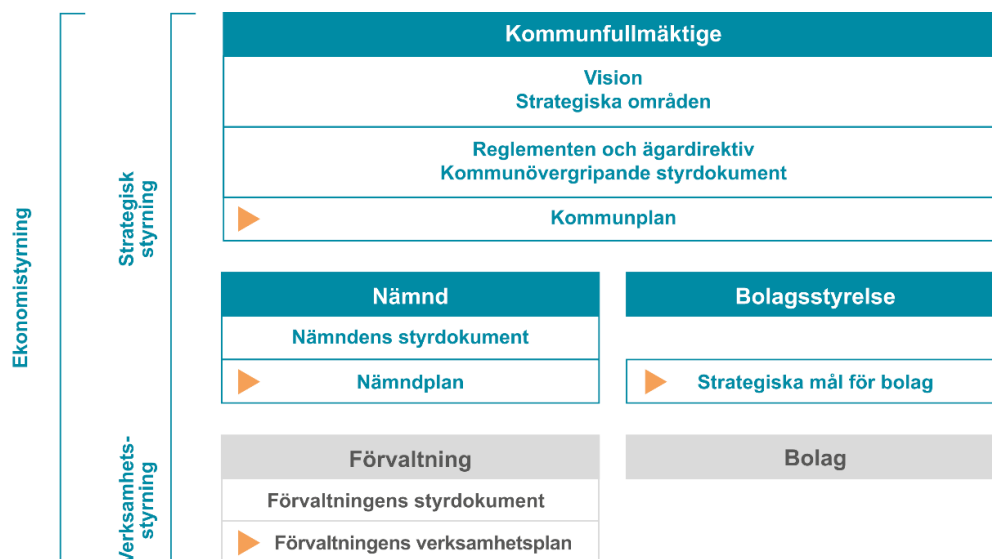 Ekonomistyrning
Strategisk
styrning
Verksamhets-
styrning
Kommunfullmäktige
Vision
Strategiska områden
Reglementen och ägardirektiv
Kommunövergripande styrdokument
Kommunplan
Nämnd
Nämndens styrdokument
Nämndplan
Bolagsstyrelse
Strategiska mål för bolag
Förvaltning
Förvaltningens styrdokument
Förvaltningens verksamhetsplan
Bolag